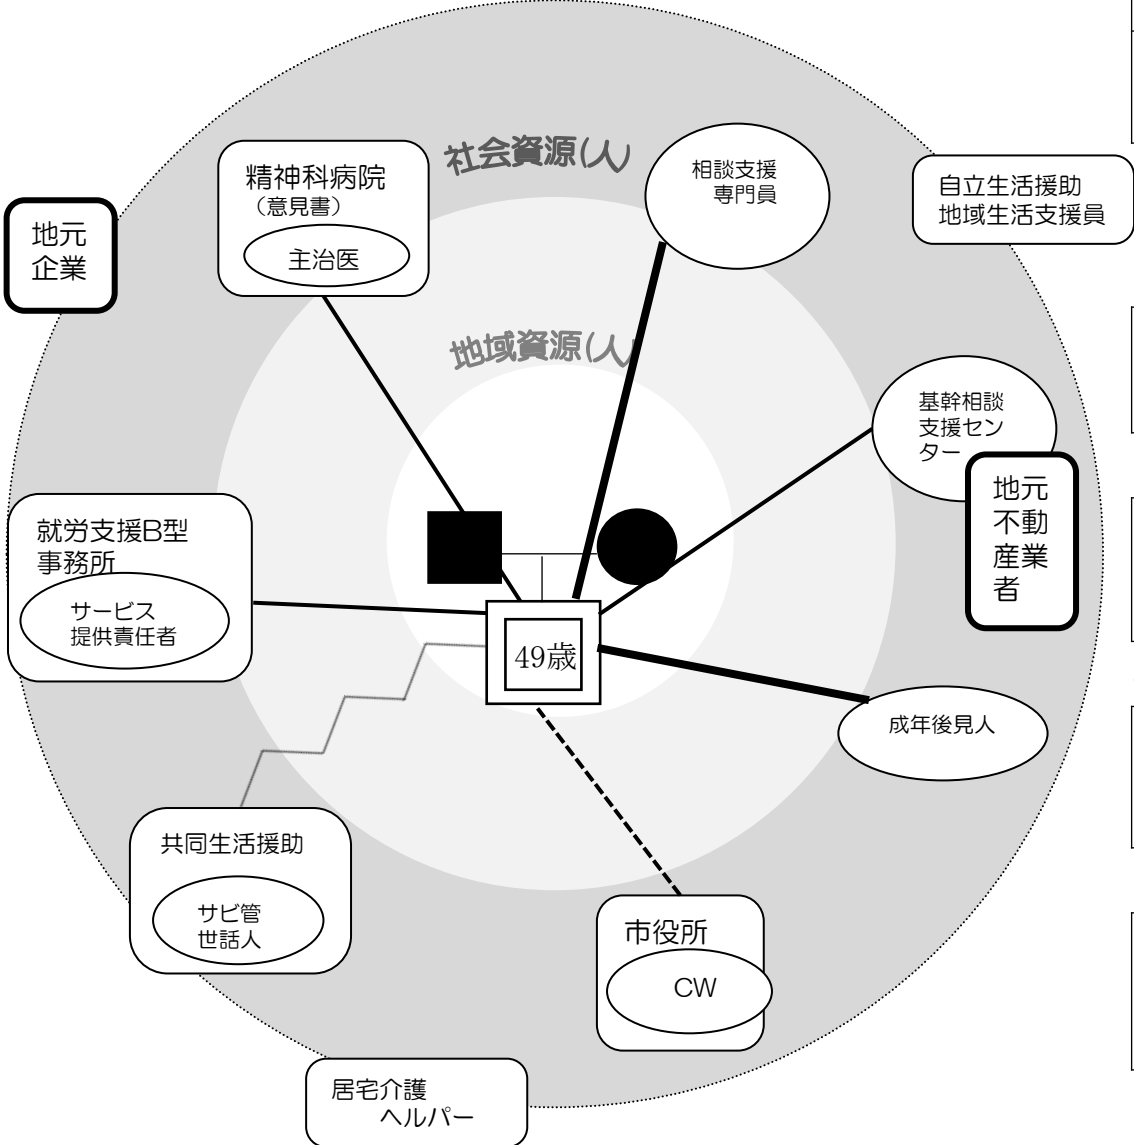 社会資源(人)
精神科病院
（意見書）
主治医
相談支援
専門員
自立生活援助
地域生活支援員
地元
企業
地域資源(人)
基幹相談
支援セン
ター
地元
不動
産業
者
就労支援B型
事務所
サービス
提供責任者
49歳
成年後見人
共同生活援助
サビ管
世話人
市役所
CW
居宅介護
ヘルパー